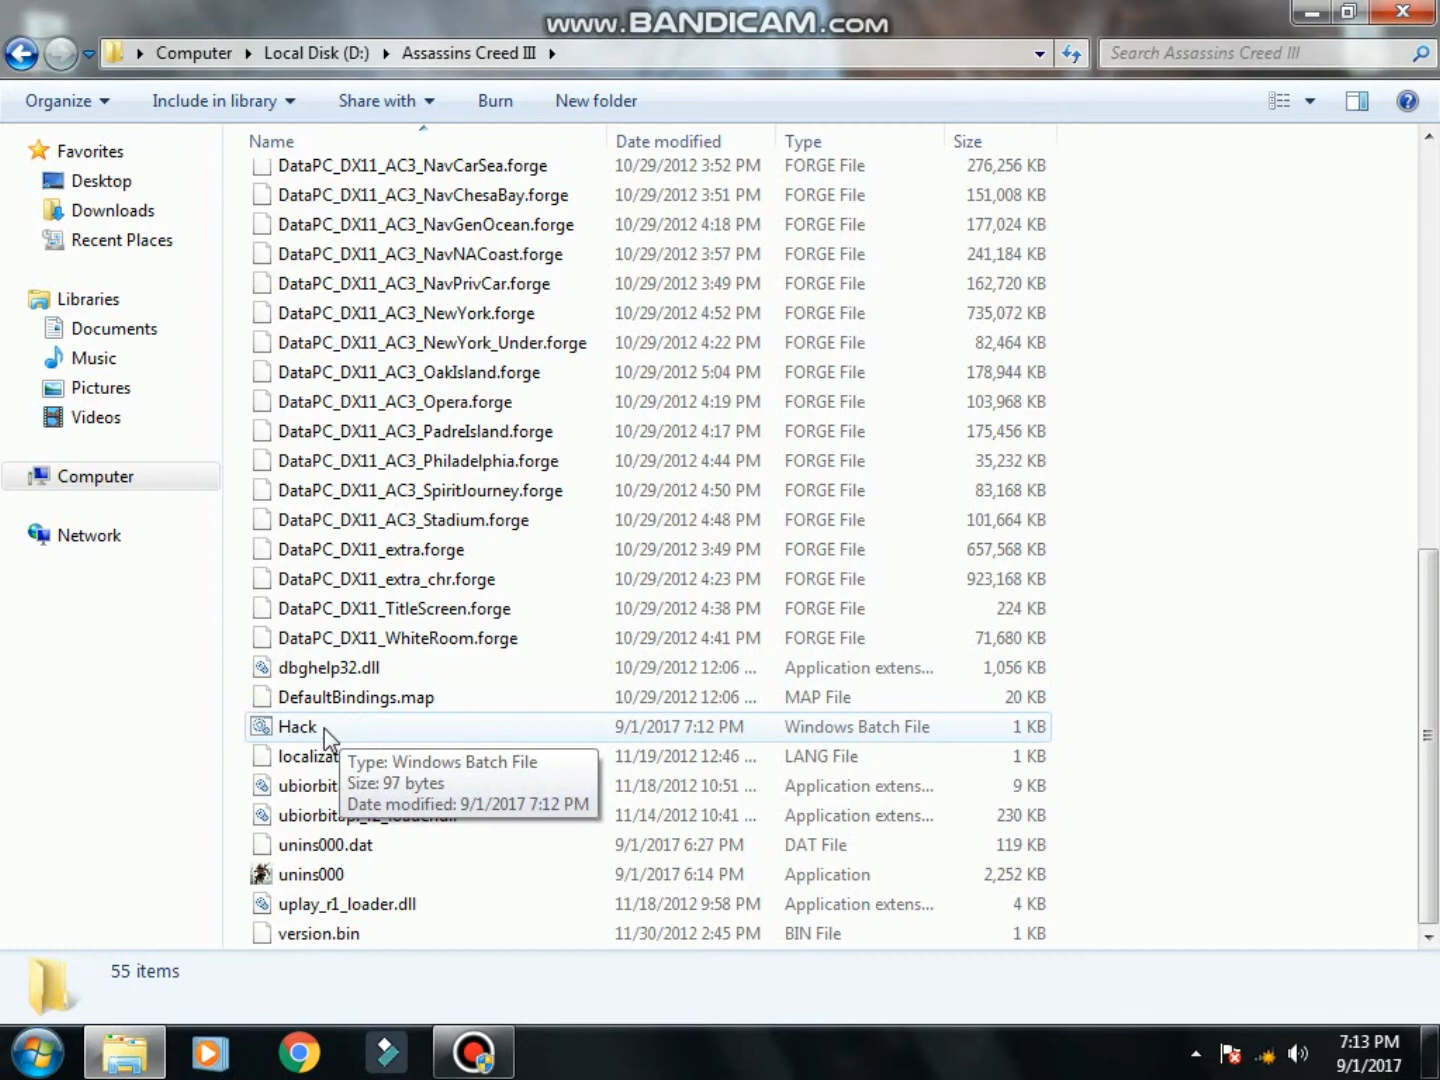 www.BANDICAM.com
Computer Local Disk (D:) Assassins Creed III
Search Assassins Creed III
Organize Include in library Share with Burn New folder
Name Date modified Type Size
Favorites
Desktop
Downloads
Recent Places
Libraries
Documents
Music
Pictures
Videos
Computer
Network
DataPC_DX11_AC3_NavCarSea.forge 10/29/2012 3:52 PM FORGE File 276,256 KB
DataPC_DX11_AC3_NavChesaBay.forge 10/29/2012 3:51 PM FORGE File 151,008 KB
DataPC_DX11_AC3_NavGenOcean.forge 10/29/2012 4:18 PM FORGE File 177,024 KB
DataPC_DX11_AC3_NavNACoast.forge 10/29/2012 3:57 PM FORGE File 241,184 KB
DataPC_DX11_AC3_NavPrivCar.forge 10/29/2012 3:49 PM FORGE File 162,720 KB
DataPC_DX11_AC3_NewYork.forge 10/29/2012 4:52 PM FORGE File 735,072 KB
DataPC_DX11_AC3_NewYork_Under.forge 10/29/2012 4:22 PM FORGE File 82,464 KB
DataPC_DX11_AC3_OakIsland.forge 10/29/2012 5:04 PM FORGE File 178,944 KB
DataPC_DX11_AC3_Opera.forge 10/29/2012 4:19 PM FORGE File 103,968 KB
DataPC_DX11_AC3_PadreIsland.forge 10/29/2012 4:17 PM FORGE File 175,456 KB
DataPC_DX11_AC3_Philadelphia.forge 10/29/2012 4:44 PM FORGE File 35,232 KB
DataPC_DX11_AC3_SpiritJourney.forge 10/29/2012 4:50 PM FORGE File 83,168 KB
DataPC_DX11_AC3_Stadium.forge 10/29/2012 4:48 PM FORGE File 101,664 KB
DataPC_DX11_extra.forge 10/29/2012 3:49 PM FORGE File 657,568 KB
DataPC_DX11_extra_chr.forge 10/29/2012 4:23 PM FORGE File 923,168 KB
DataPC_DX11_TitleScreen.forge 10/29/2012 4:38 PM FORGE File 224 KB
DataPC_DX11_WhiteRoom.forge 10/29/2012 4:41 PM FORGE File 71,680 KB
dbghelp32.dll 10/29/2012 12:06 ... Application extens... 1,056 KB
DefaultBindings.map 10/29/2012 12:06 ... MAP File 20 KB
Hack 9/1/2017 7:12 PM Windows Batch File 1 KB
localizat 11/19/2012 12:46 ... LANG File 1 KB
ubiorbit 11/18/2012 10:51 ... Application extens... 9 KB
11/14/2012 10:41 ... Application extens... 230 KB
Type: Windows Batch File
Size: 97 bytes
Date modified: 9/1/2017 7:12 PM
unins000.dat 9/1/2017 6:27 PM DAT File 119 KB
unins000 9/1/2017 6:14 PM Application 2,252 KB
uplay_r1_loader.dll 11/18/2012 9:58 PM Application extens... 4 KB
version.bin 11/30/2012 2:45 PM BIN File 1 KB
55 items
7:13 PM
9/1/2017